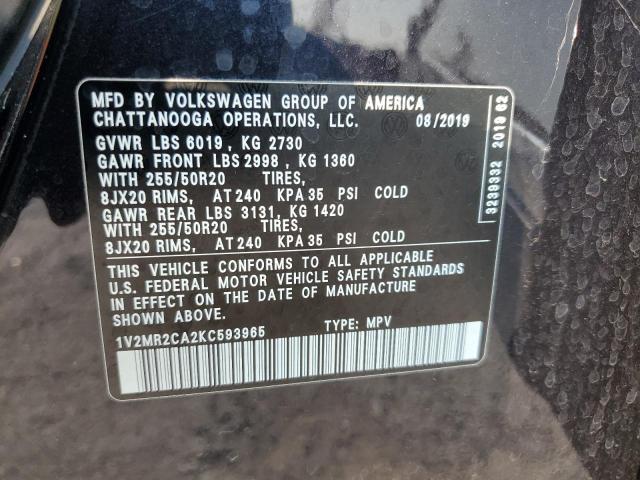 MFD BY VOLKSWAGEN GROUP OF AMERICA
CHATTANOOGA OPERATIONS, LLC. 08/2019
GVWR LBS 6019, KG 2730
GAWR FRONT LBS 2998, KG 1360
WITH 255/50R20 TIRES,
8JX20 RIMS, AT 240 KPA 35 PSI COLD
GAWR REAR LBS 3131, KG 1420
WITH 255/50R20 TIRES,
8JX20 RIMS, AT 240 KPA 35 PSI COLD
THIS VEHICLE CONFORMS TO ALL APPLICABLE
U.S. FEDERAL MOTOR VEHICLE SAFETY STANDARDS
IN EFFECT ON THE DATE OF MANUFACTURE
SHOWN ABOVE.
1V2MR2CA2KC593965 TYPE: MPV
3239332 2019 62